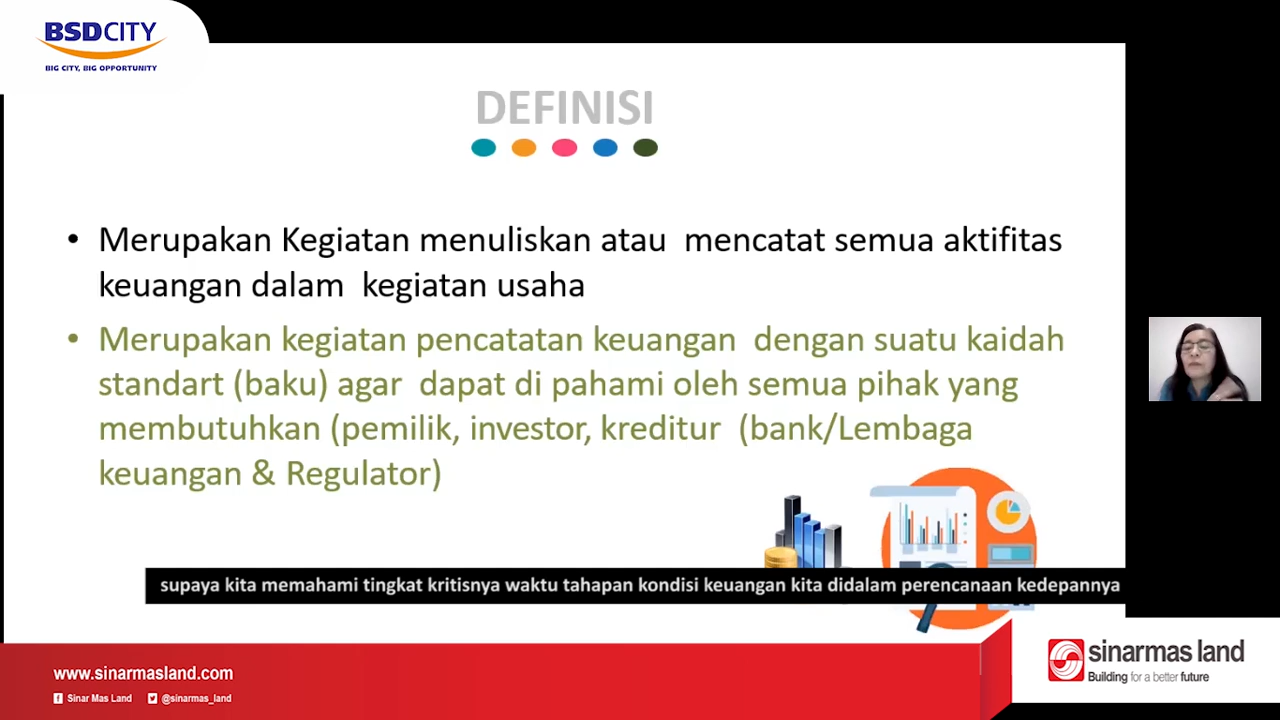 BSDCITY
BIG CITY, BIG OPPORTUNITY
DEFINISI
• Merupakan Kegiatan menuliskan atau mencatat semua aktifitas
keuangan dalam kegiatan usaha
• Merupakan kegiatan pencatatan keuangan dengan suatu kaidah
standart (baku) agar dapat di pahami oleh semua pihak yang
membutuhkan (pemilik, investor, kreditur (bank/Lembaga
keuangan & Regulator)
supaya kita memahami tingkat kritisnya waktu tahapan kondisi keuangan kita didalam perencanaan kedepannya
www.sinarmasland.com
Sinar Mas Land @sinarmas_land
sinarmas land
Building for a better future